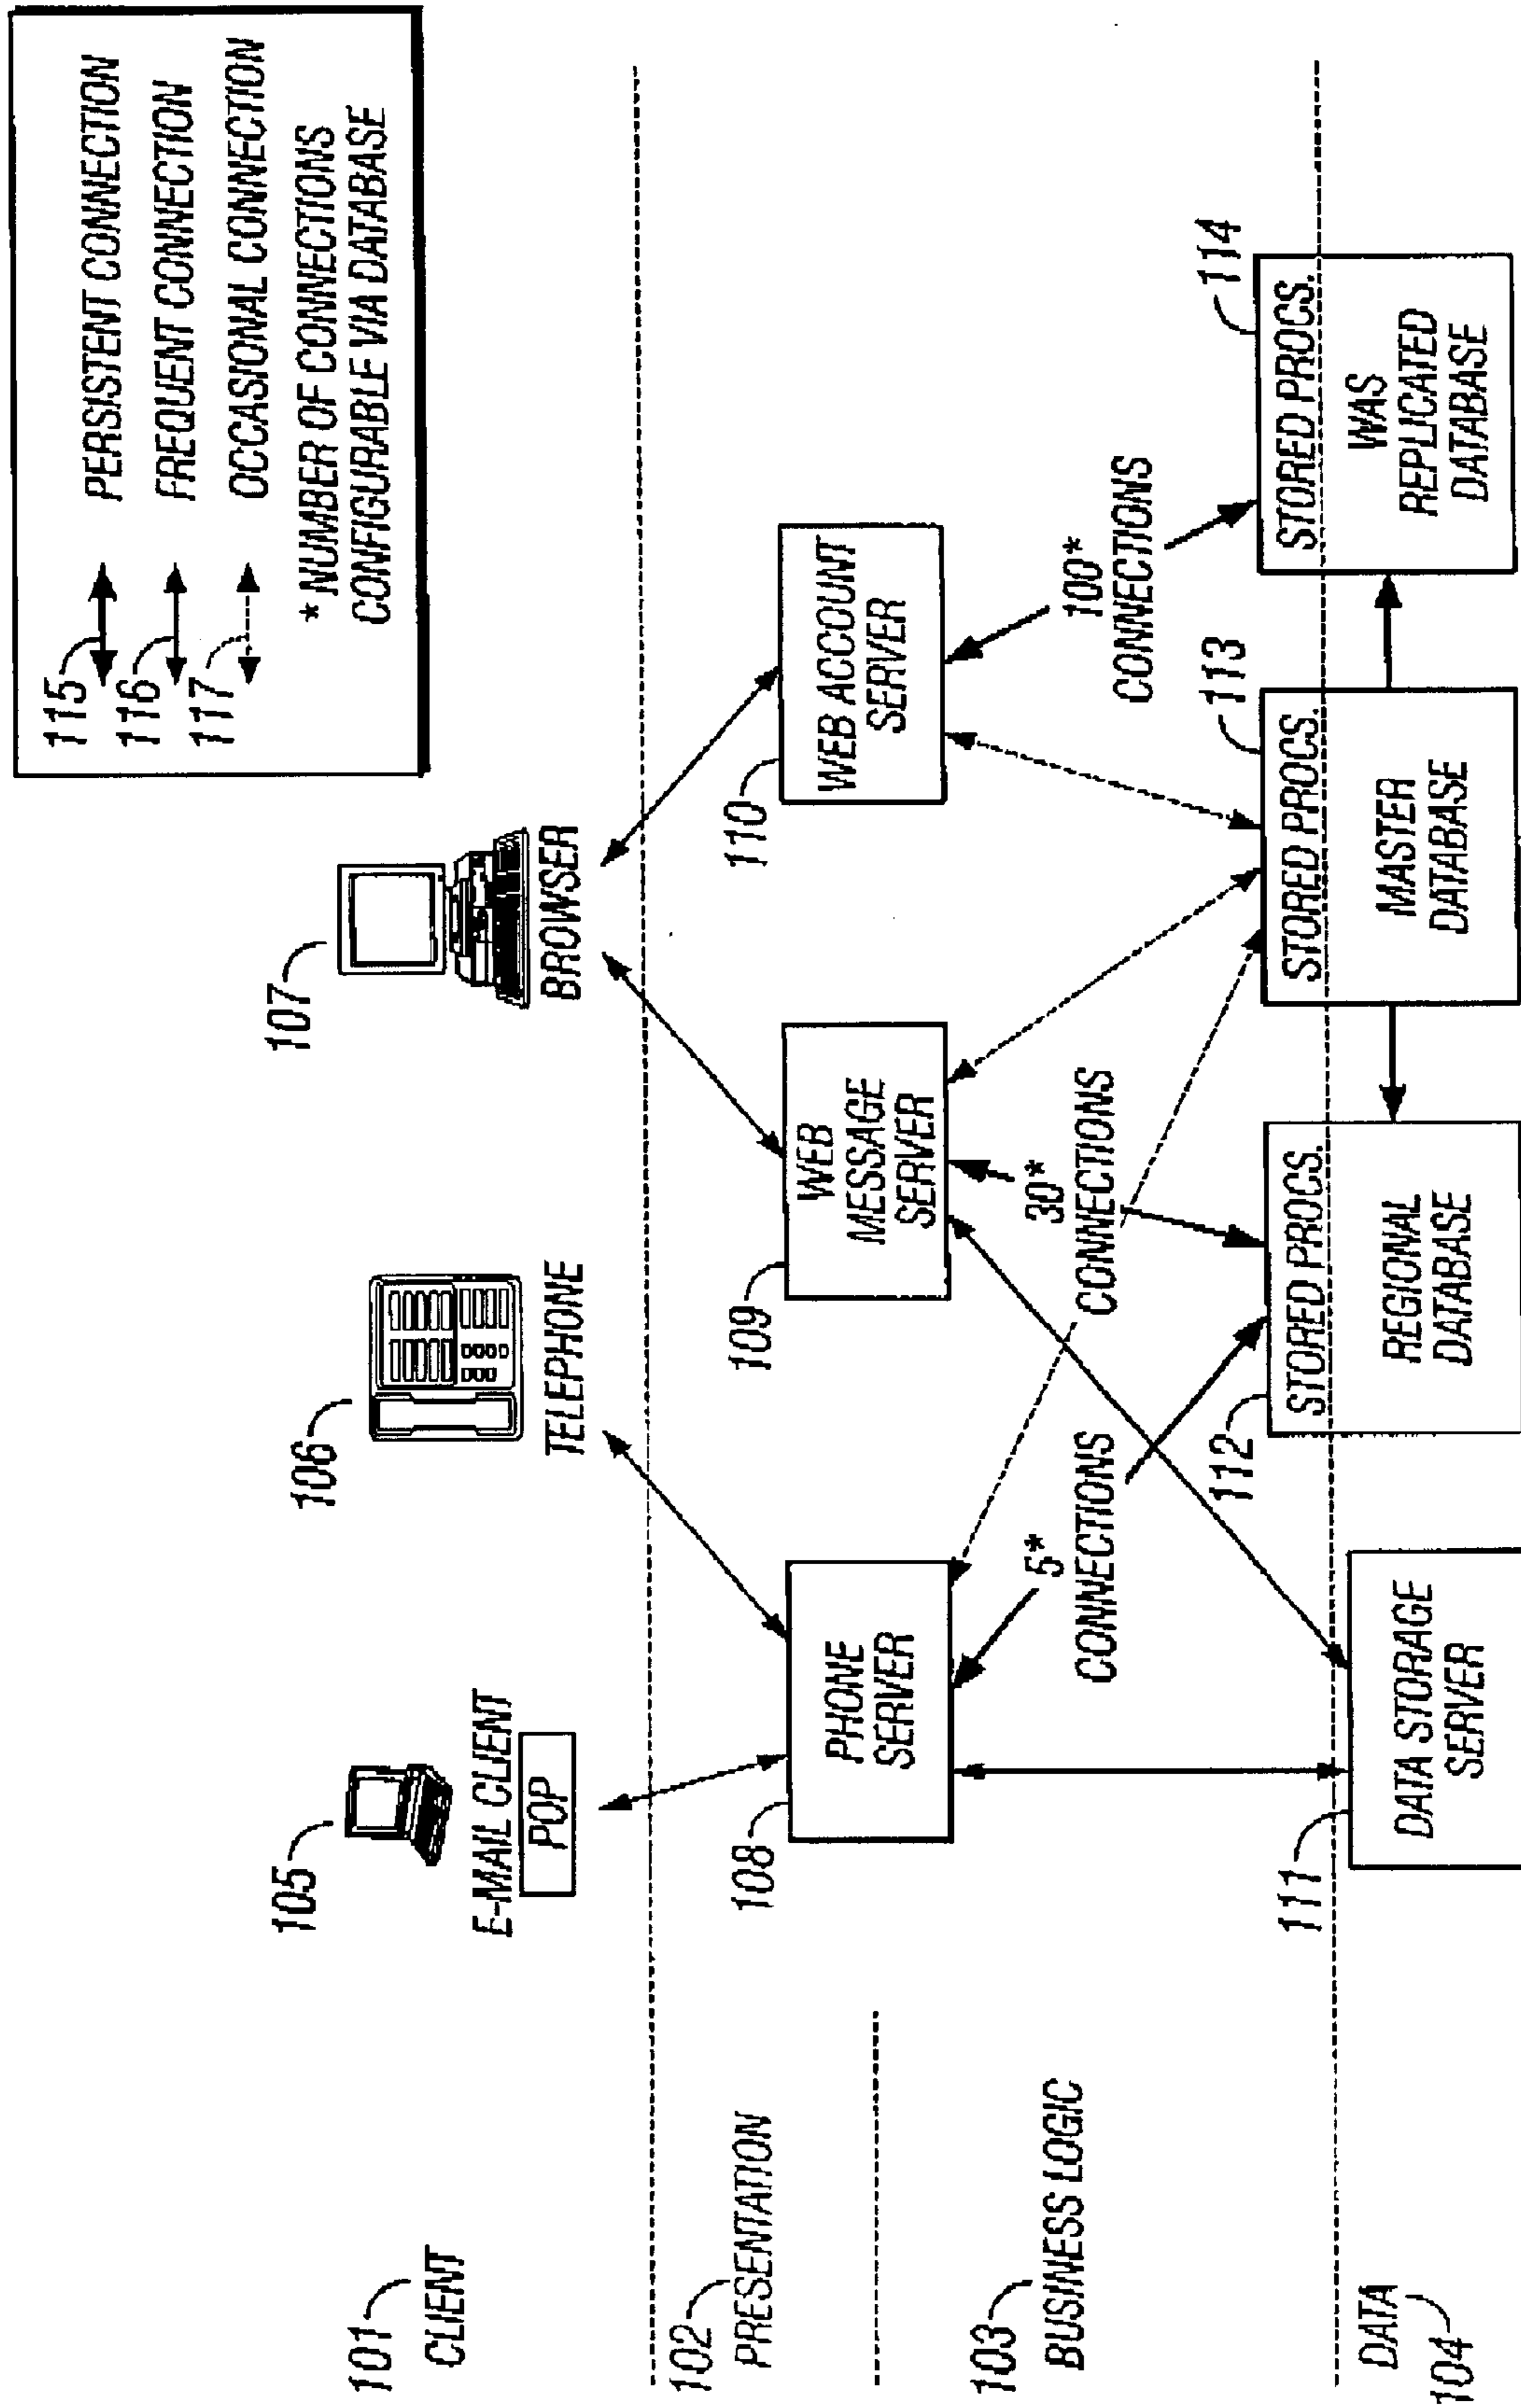 115
PERSISTENT CONNECTION
116
FREQUENT CONNECTION
117
OCCASIONAL CONNECTION
* NUMBER OF CONNECTIONS
CONFIGURABLE VIA DATABASE
101
CLIENT
105
E-MAIL CLIENT
POP
106
TELEPHONE
107
BROWSER
102
PRESENTATION
108
PHONE
SERVER
109
WEB
MESSAGE
SERVER
110
WEB ACCOUNT
SERVER
103
BUSINESS LOGIC
5*
CONNECTIONS
30*
CONNECTIONS
100*
CONNECTIONS
DATA
104
111
DATA STORAGE
SERVER
112
STORED PROCS.
REGIONAL
DATABASE
113
STORED PROCS.
MASTER
DATABASE
114
STORED PROCS.
WAS
REPLICATED
DATABASE